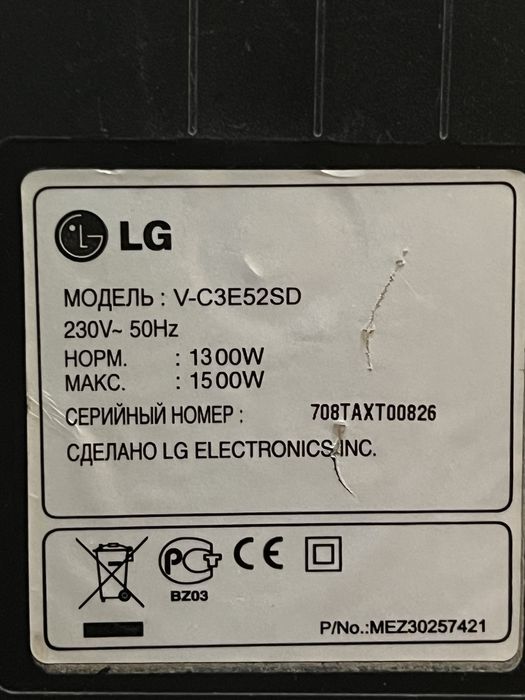 LG
МОДЕЛЬ : V-C3E52SD
230V~ 50Hz
НОРМ. : 1300W
МАКС. : 1500W
СЕРИЙНЫЙ НОМЕР : 708TAXT00826
СДЕЛАНО LG ELECTRONICS INC.
РСТ CE
BZ03
P/No.:MEZ30257421